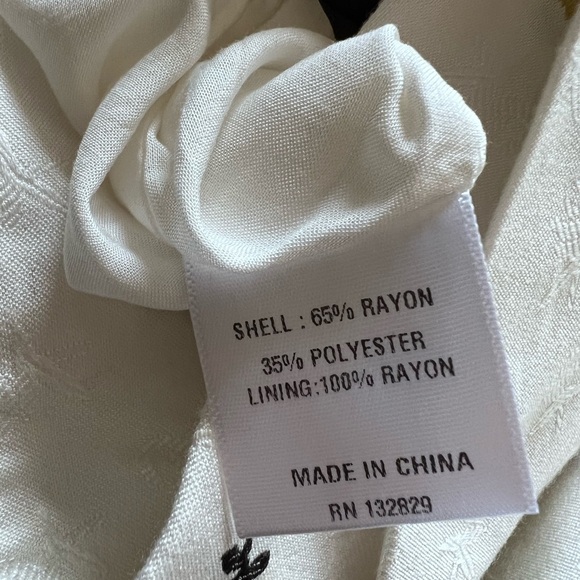 SHELL : 65% RAYON
35% POLYESTER
LINING:100% RAYON
MADE IN CHINA
RN 132829